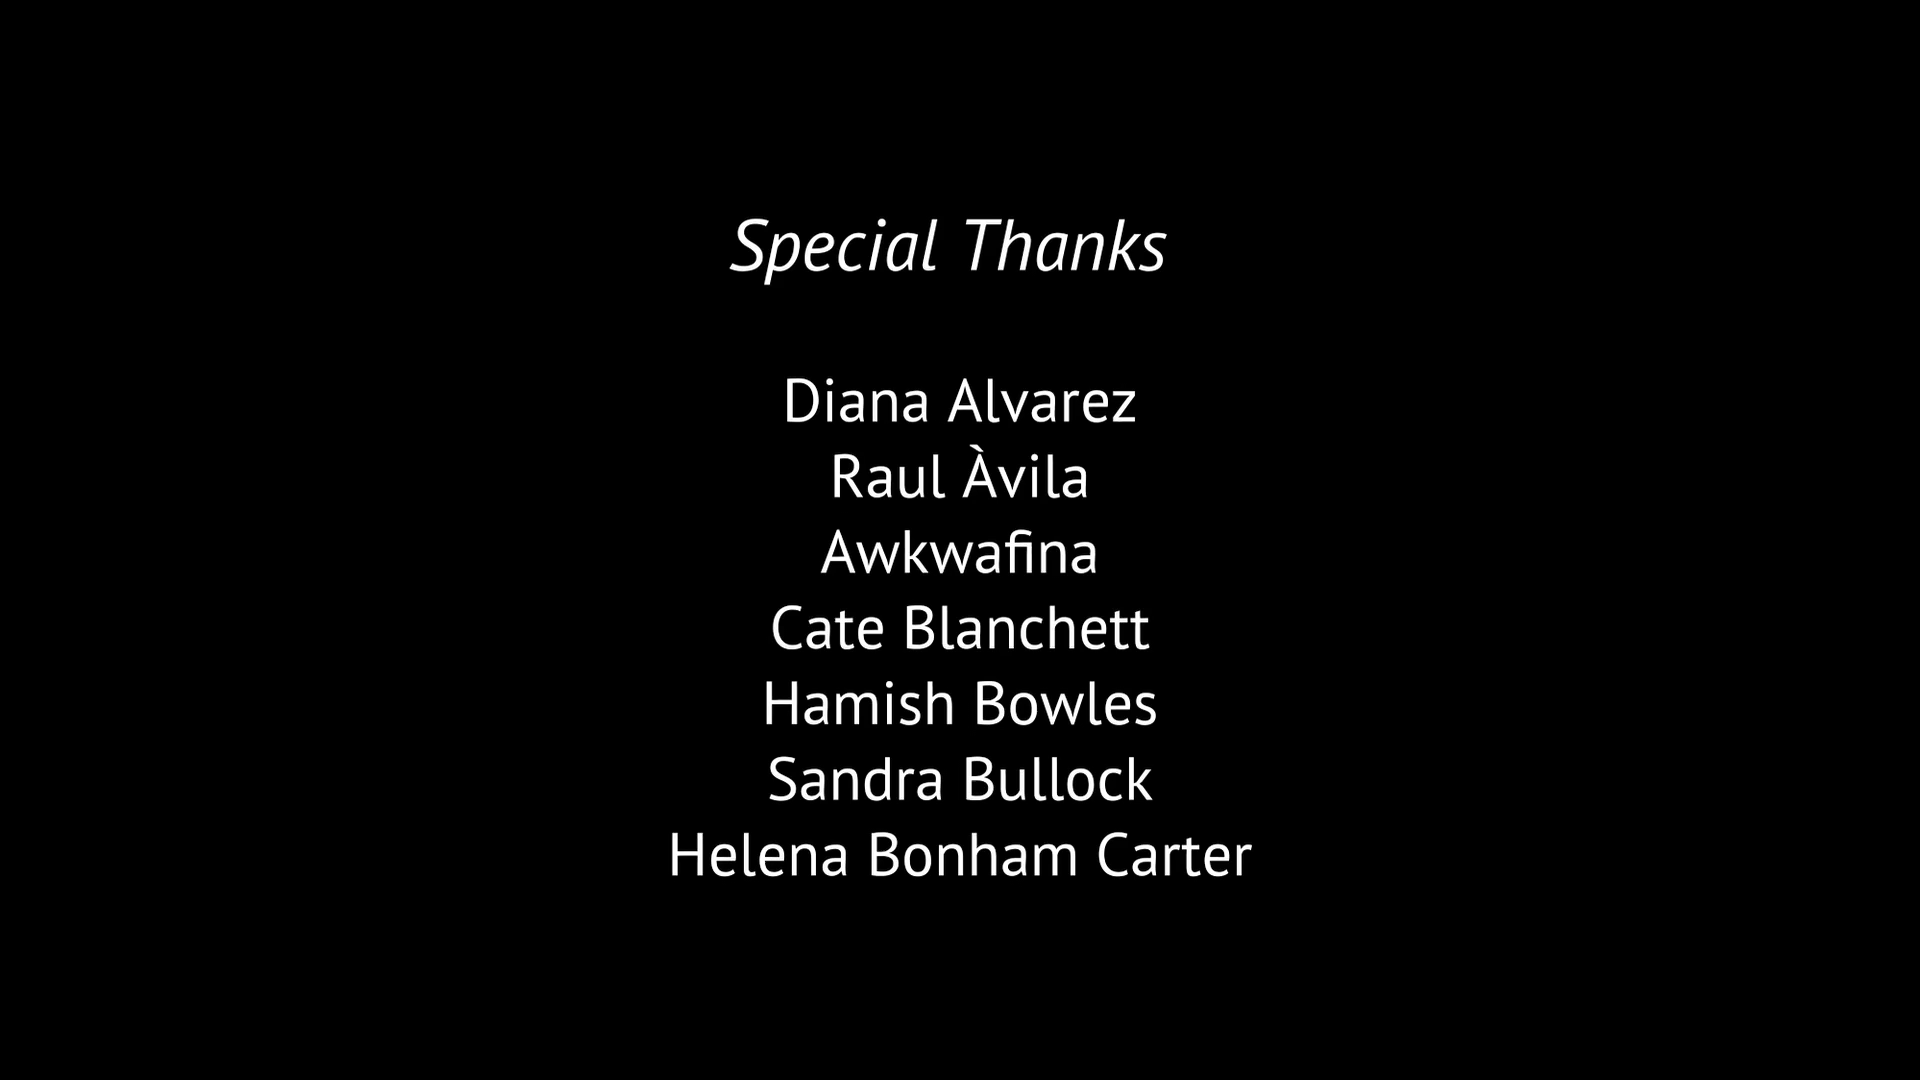 Special Thanks
Diana Alvarez
Raul Àvila
Awkwafina
Cate Blanchett
Hamish Bowles
Sandra Bullock
Helena Bonham Carter